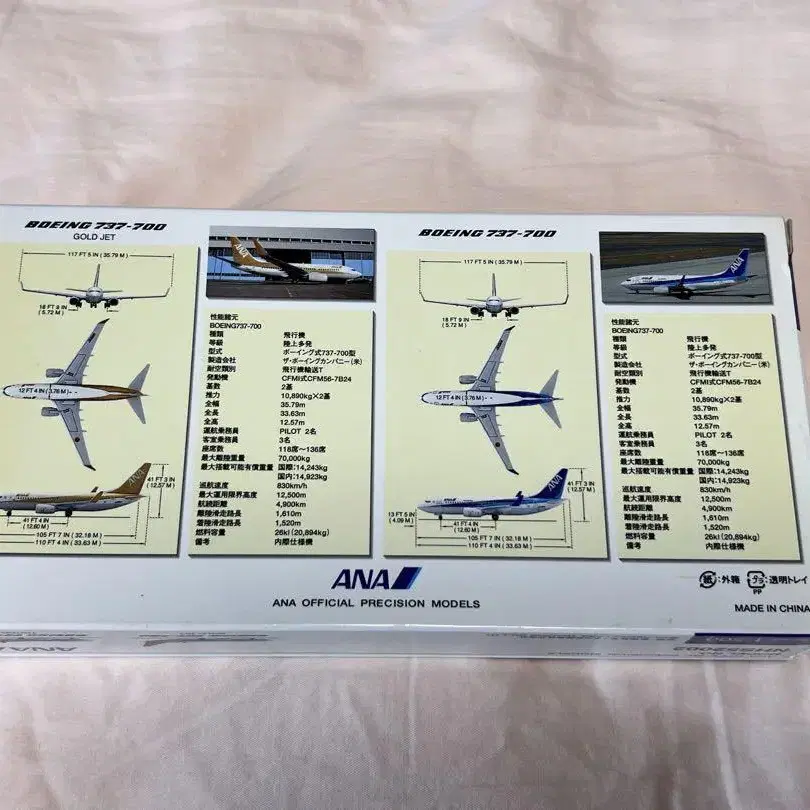 BOEING 737-700
GOLD JET
117 FT 5 IN ( 35.79 M )
18 FT 9 IN
( 5.72 M )
12 FT 4 IN ( 3.76 M )
ANA
41 FT 3 IN
( 12.57 M )
41 FT 4 IN
( 12.60 M )
105 FT 7 IN ( 32.18 M )
110 FT 4 IN ( 33.63 M )
ANA
性能諸元
BOEING737-700
種類 飛行機
等級 陸上多発
型式 ボーイング式737-700型
製造会社 ザ・ボーイングカンパニー(米)
耐空類別 飛行機輸送T
発動機 CFMI式CFM56-7B24
基数 2基
推力 10,890kg×2基
全幅 35.79m
全長 33.63m
全高 12.57m
運航乗務員 PILOT 2名
客室乗務員 3名
座席数 118席〜136席
最大離陸重量 70,000kg
最大搭載可能有償重量 国際:14,243kg
国内:14,923kg
巡航速度 830km/h
最大運用限界高度 12,500m
航続距離 4,900km
離陸滑走路長 1,610m
着陸滑走路長 1,520m
燃料容量 26kl (20,894kg)
備考 内際仕様機
BOEING 737-700
117 FT 5 IN ( 35.79 M )
18 FT 9 IN
( 5.72 M )
12 FT 4 IN ( 3.76 M )
ANA
41 FT 3 IN
( 12.57 M )
13 FT 5 IN
( 4.09 M )
41 FT 4 IN
( 12.60 M )
105 FT 7 IN ( 32.18 M )
110 FT 4 IN ( 33.63 M )
ANA
性能諸元
BOEING737-700
種類 飛行機
等級 陸上多発
型式 ボーイング式737-700型
製造会社 ザ・ボーイングカンパニー(米)
耐空類別 飛行機輸送T
発動機 CFMI式CFM56-7B24
基数 2基
推力 10,890kg×2基
全幅 35.79m
全長 33.63m
全高 12.57m
運航乗務員 PILOT 2名
客室乗務員 3名
座席数 118席〜136席
最大離陸重量 70,000kg
最大搭載可能有償重量 国際:14,243kg
国内:14,923kg
巡航速度 830km/h
最大運用限界高度 12,500m
航続距離 4,900km
離陸滑走路長 1,610m
着陸滑走路長 1,520m
燃料容量 26kl (20,894kg)
備考 内際仕様機
ANA
ANA OFFICIAL PRECISION MODELS
紙:外箱 プラ:透明トレイ
PP
MADE IN CHINA
ANA
NH552002